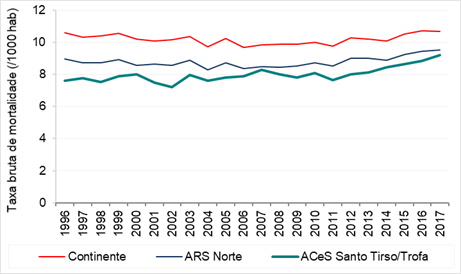 Taxa bruta de mortalidade (/1000 hab)
12
10
8
6
4
2
0
1996 1997 1998 1999 2000 2001 2002 2003 2004 2005 2006 2007 2008 2009 2010 2011 2012 2013 2014 2015 2016 2017
Continente ARS Norte ACeS Santo Tirso/Trofa